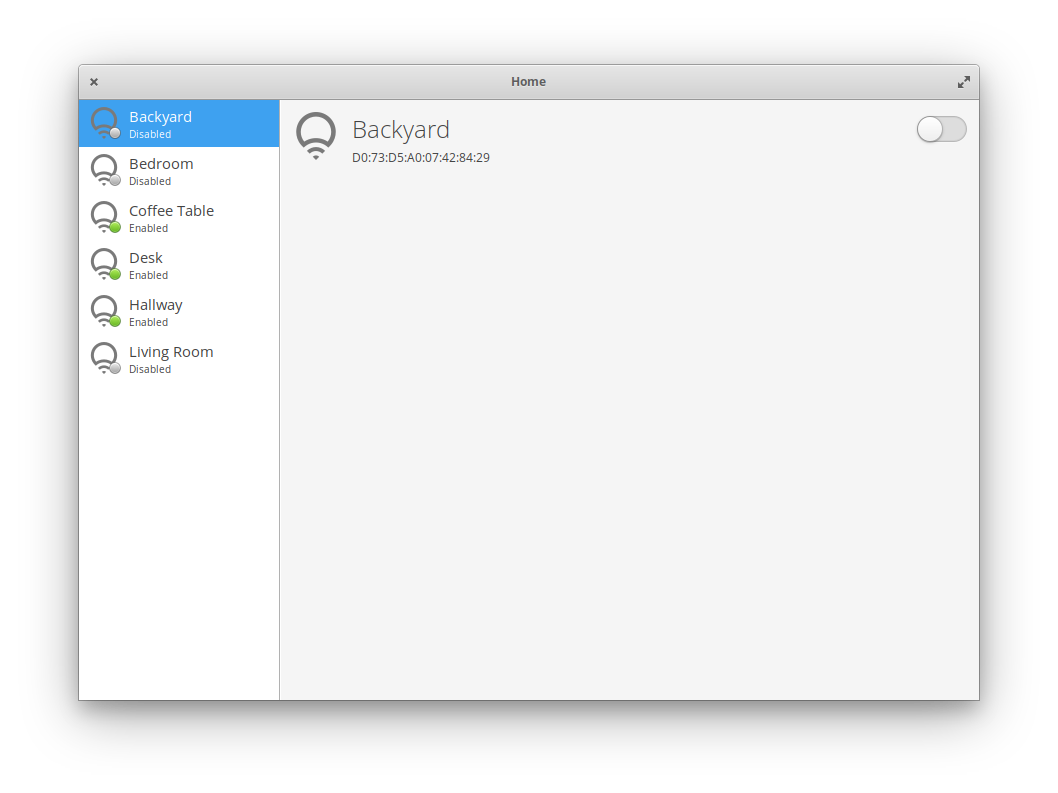 Home
Backyard
Disabled
Bedroom
Disabled
Coffee Table
Enabled
Desk
Enabled
Hallway
Enabled
Living Room
Disabled
Backyard
D0:73:D5:A0:07:42:84:29